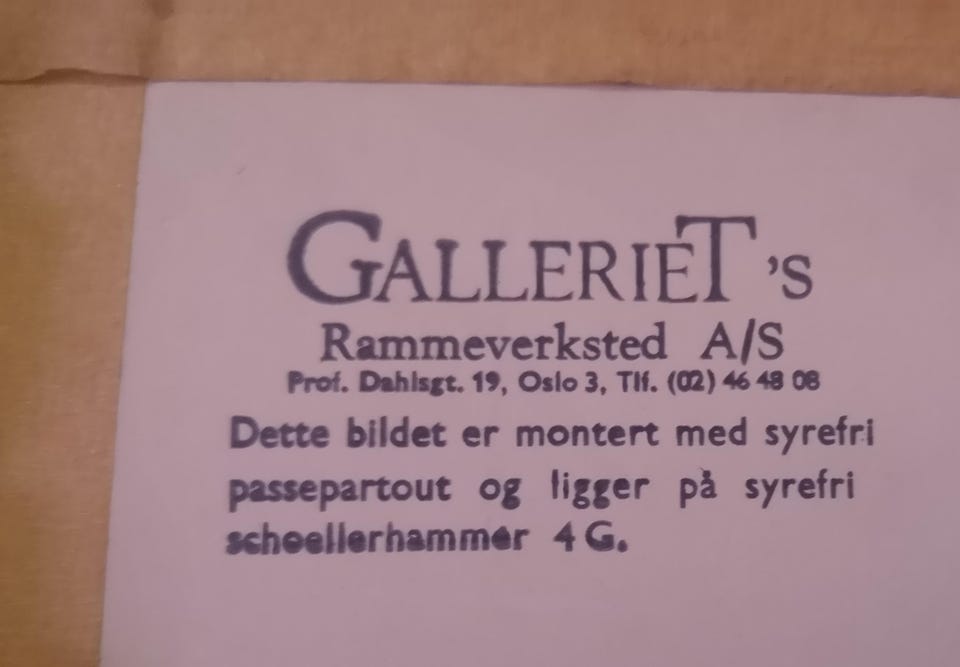 GALLERIET 'S
Rammeverksted A/S
Prof. Dahlsgt. 19, Oslo 3, Tlf. (02) 46 48 08
Dette bildet er montert med syrefri
passepartout og ligger på syrefri
schoellerhammer 4 G.